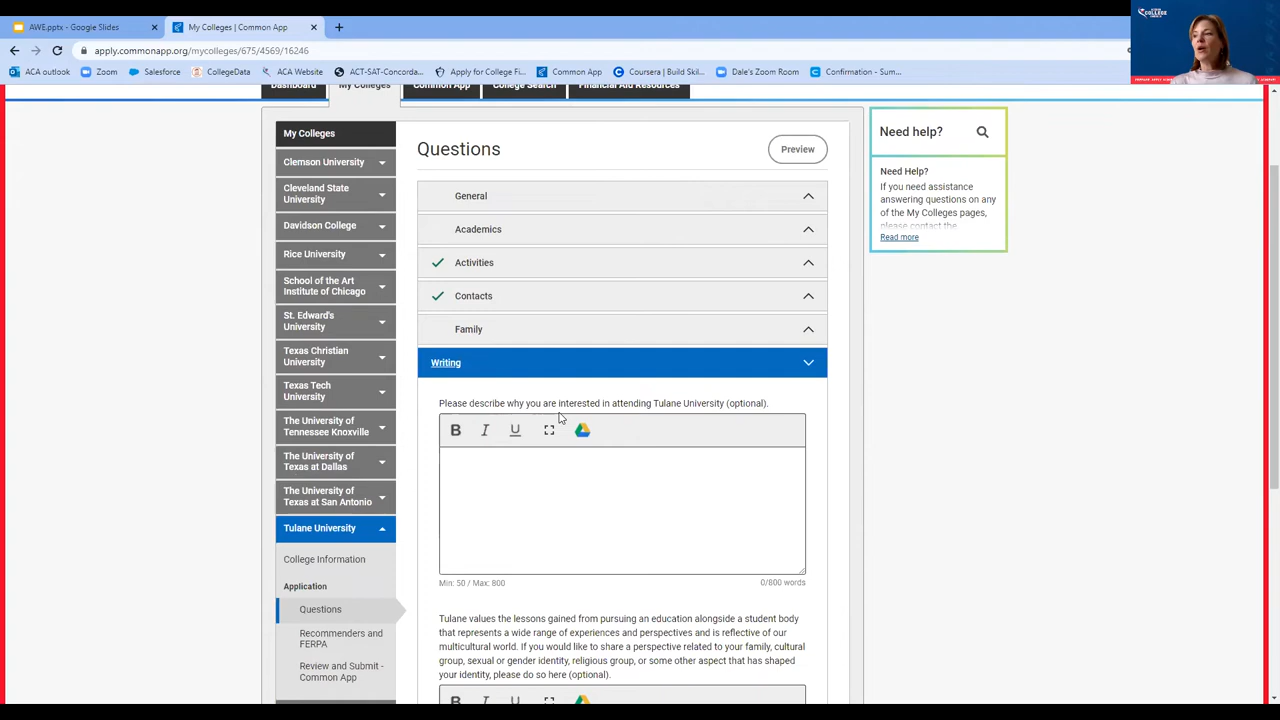 AWE.pptx - Google Slides
My Colleges | Common App
apply.commonapp.org/mycolleges/675/4569/16246
ACA outlook
Zoom
Salesforce
CollegeData
ACA Website
ACT-SAT-Concorda...
Apply for College Fi...
Common App
Coursera | Build Skil...
Dale's Zoom Room
Confirmation - Sum...
COLLEGE
Dashboard
My Colleges
Common App
College Search
Financial Aid Resources
My Colleges
Clemson University
Cleveland State
University
Davidson College
Rice University
School of the Art
Institute of Chicago
St. Edward's
University
Texas Christian
University
Texas Tech
University
The University of
Tennessee Knoxville
The University of
Texas at Dallas
The University of
Texas at San Antonio
Tulane University
College Information
Application
Questions
Recommenders and
FERPA
Review and Submit -
Common App
Questions
Preview
General
Academics
Activities
Contacts
Family
Writing
Please describe why you are interested in attending Tulane University (optional).
B I U
Min: 50 / Max: 800
0/800 words
Tulane values the lessons gained from pursuing an education alongside a student body
that represents a wide range of experiences and perspectives and is reflective of our
multicultural world. If you would like to share a perspective related to your family, cultural
group, sexual or gender identity, religious group, or some other aspect that has shaped
your identity, please do so here (optional).
B I U
Need help?
Need Help?
If you need assistance
answering questions on any
of the My Colleges pages,
please contact the
Read more